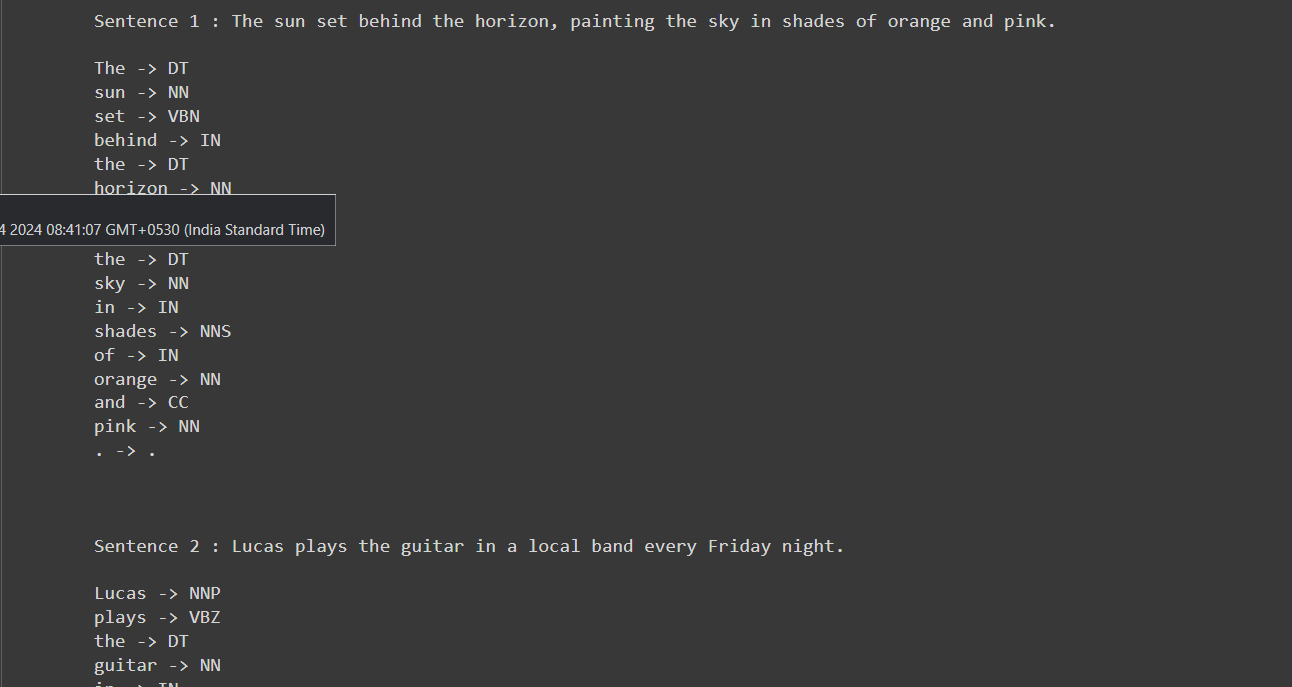 Sentence 1 : The sun set behind the horizon, painting the sky in shades of orange and pink.
The -> DT
sun -> NN
set -> VBN
behind -> IN
the -> DT
horizon -> NN
4 2024 08:41:07 GMT+0530 (India Standard Time)
the -> DT
sky -> NN
in -> IN
shades -> NNS
of -> IN
orange -> NN
and -> CC
pink -> NN
. -> .
Sentence 2 : Lucas plays the guitar in a local band every Friday night.
Lucas -> NNP
plays -> VBZ
the -> DT
guitar -> NN
in -> IN